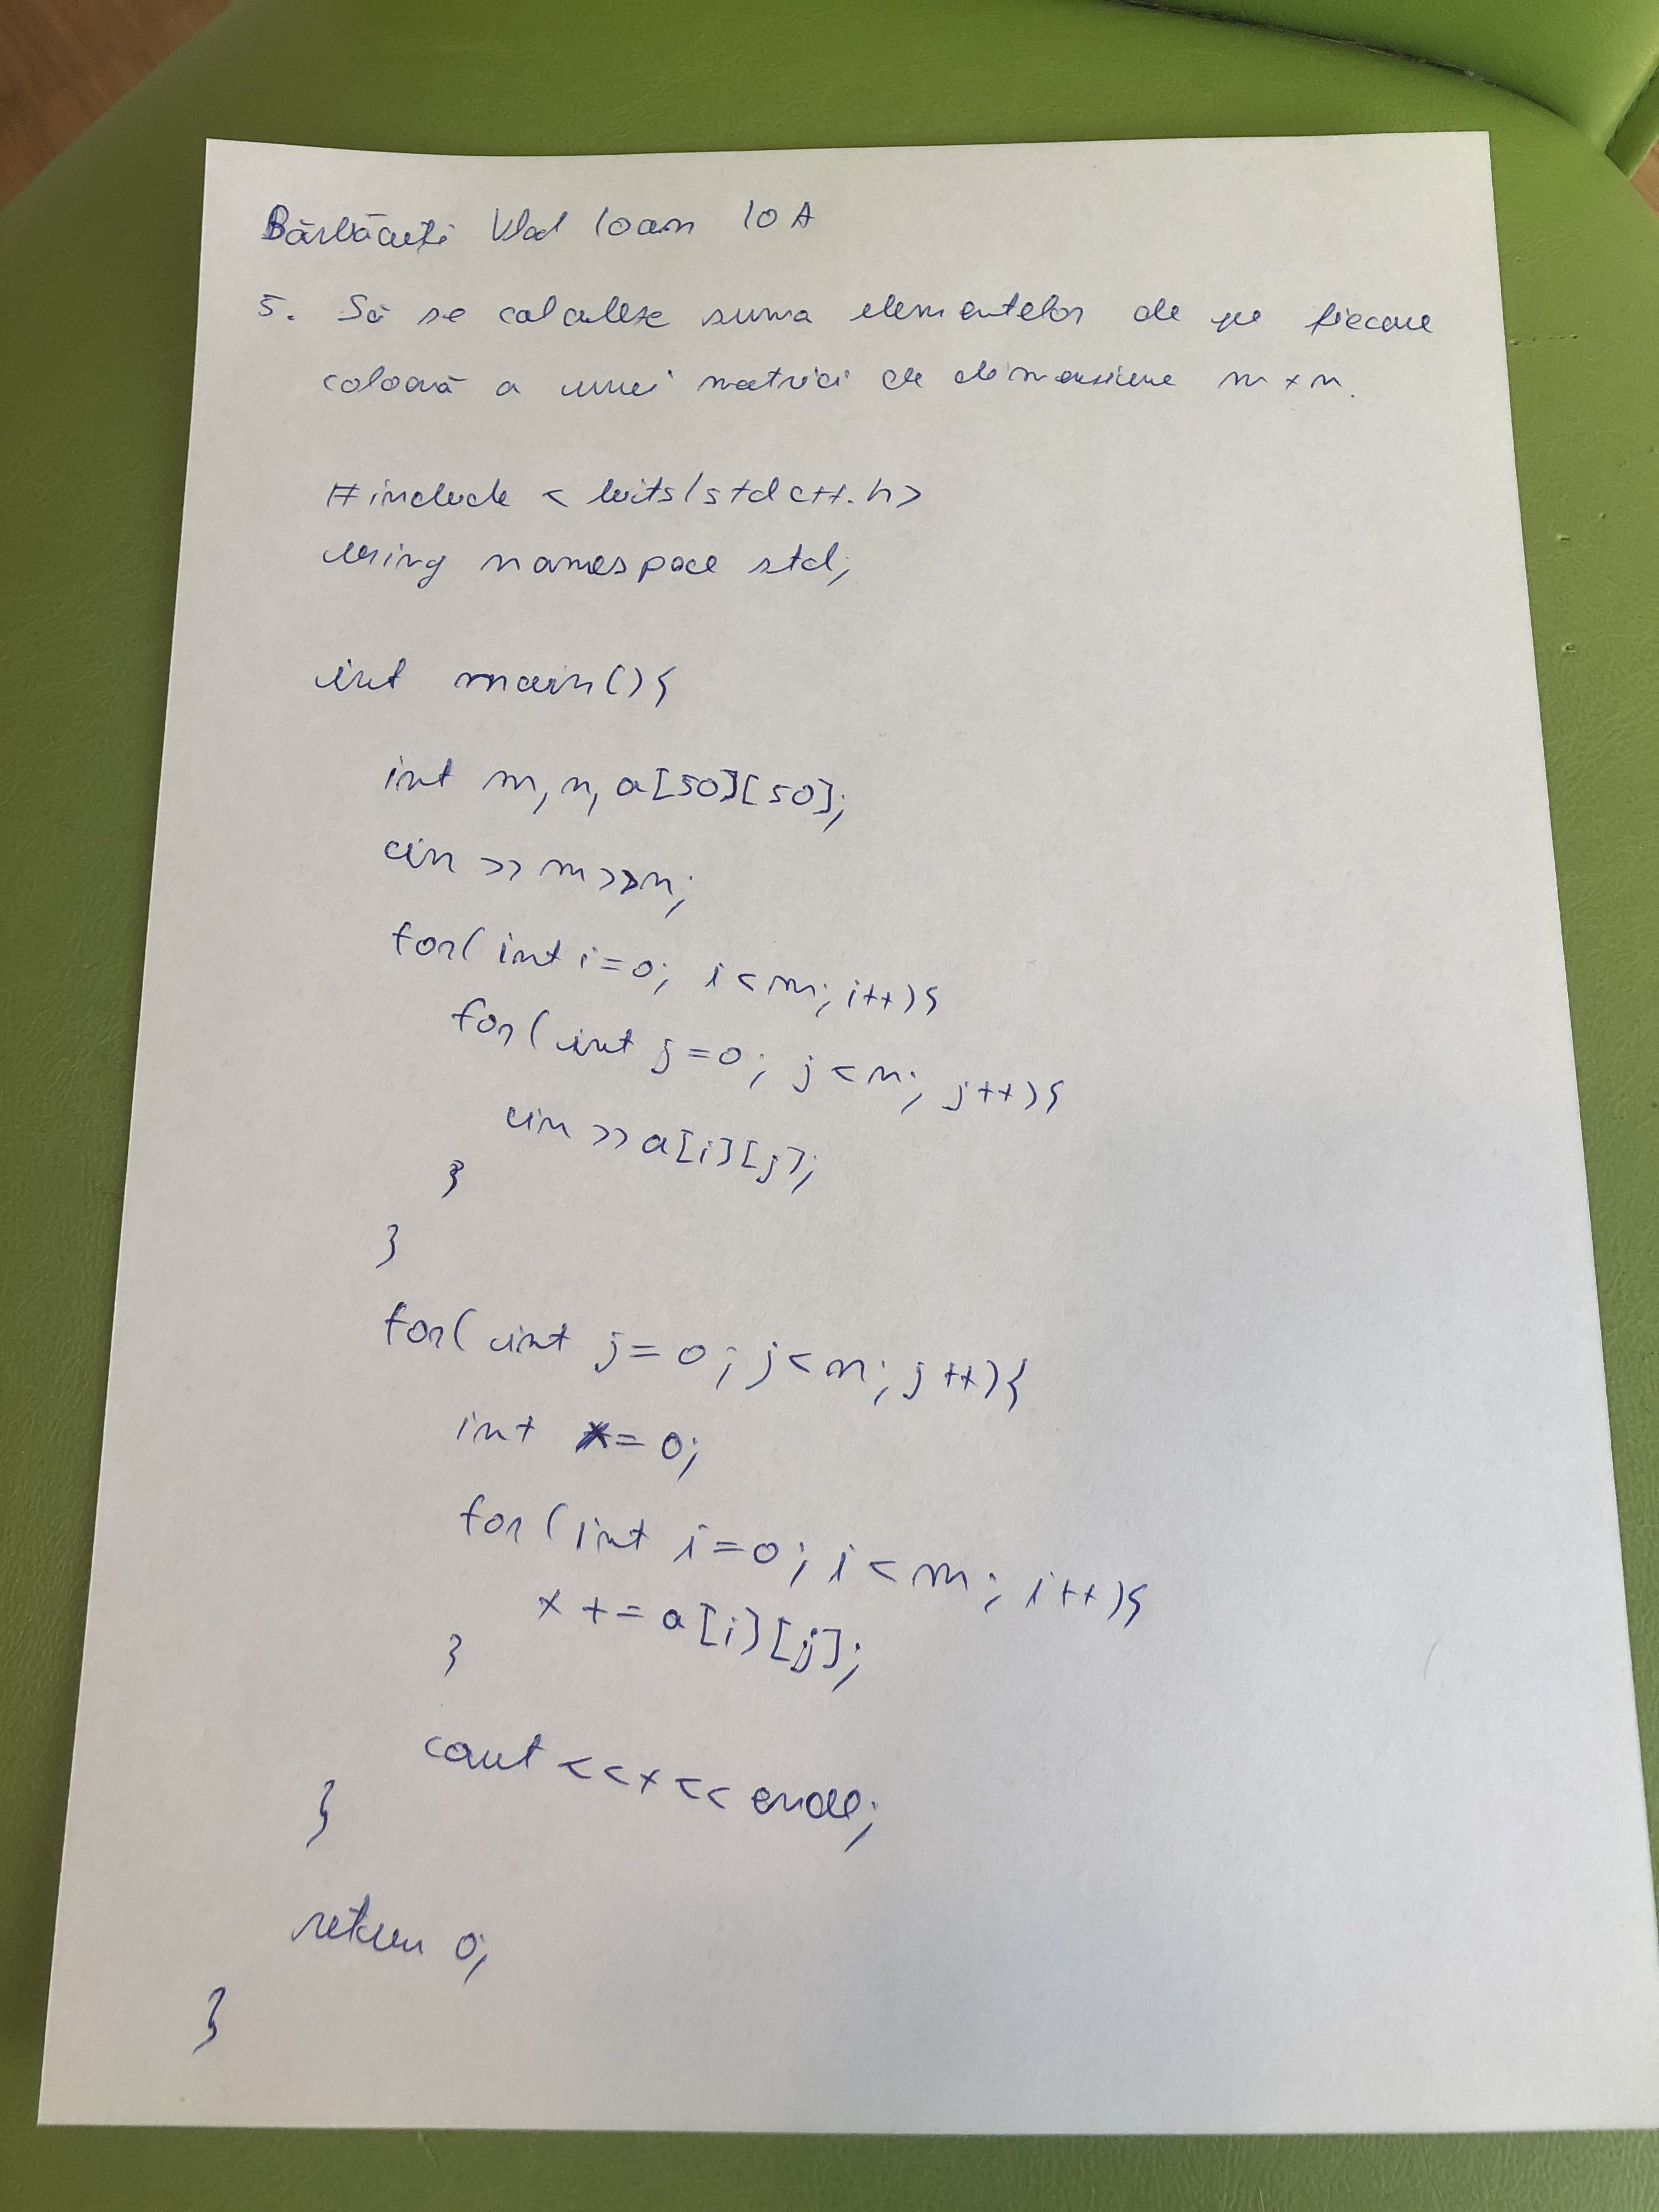 Bărbăcuți Vlad Ioan 10 A
5. Să se calculeze suma elementelor de pe fiecare
coloană a unei matrici de dimensiune m x n.
#include <bits/stdc++.h>
using namespace std;
int main(){
int m, n, a[50][50];
cin >> m >> n;
for( int i=0; i<m; i++){
for( int j=0; j<n; j++){
cin >> a[i][j];
}
}
for( int j=0; j<n; j++){
int x=0;
for( int i=0; i<m; i++){
x += a[i][j];
}
cout <<x<< endl;
}
return 0;
}